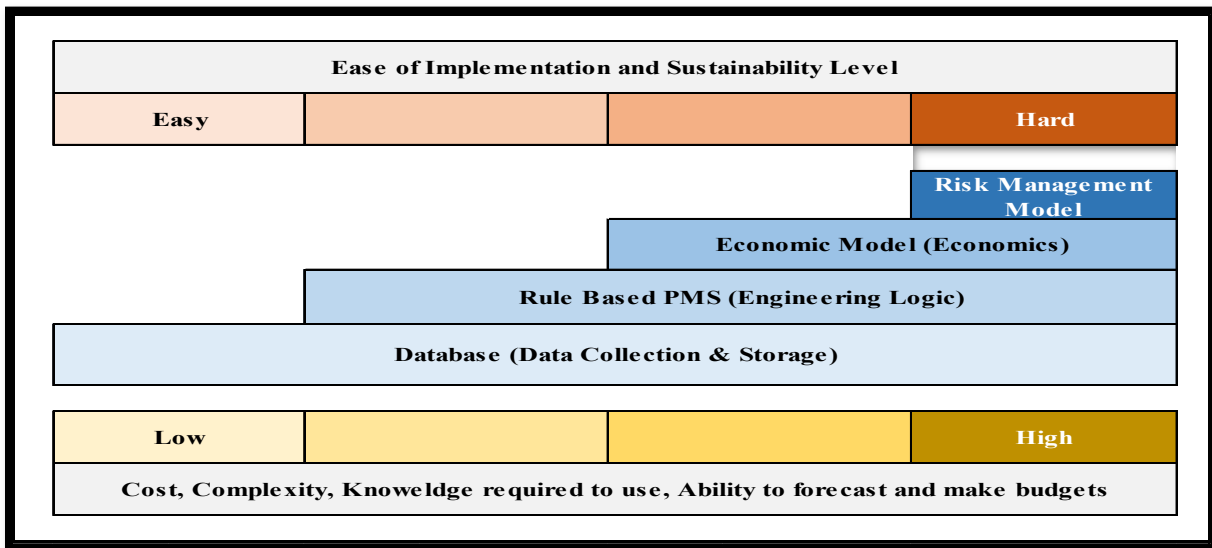 Ease of Implementation and Sustainability Level
Easy
Hard
Risk Management
Model
Economic Model (Economics)
Rule Based PMS (Engineering Logic)
Database (Data Collection & Storage)
Low
High
Cost, Complexity, Knoweldge required to use, Ability to forecast and make budgets